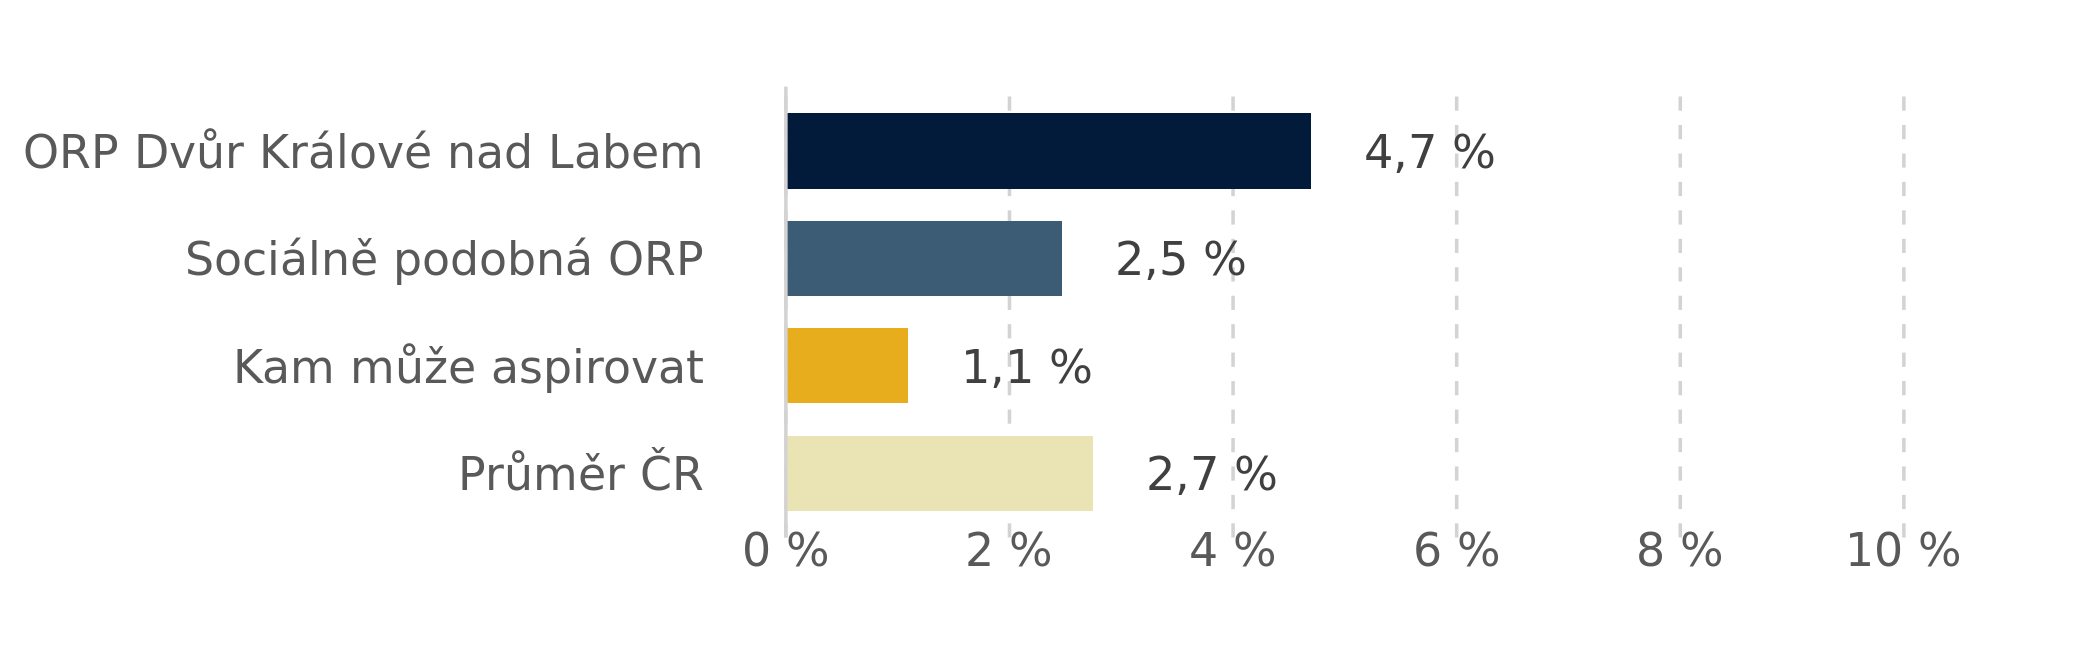 ORP Dvůr Králové nad Labem
4,7 %
Sociálně podobná ORP
2,5 %
Kam může aspirovat
1,1 %
Průměr ČR
2,7 %
0 % 2 % 4 % 6 % 8 % 10 %